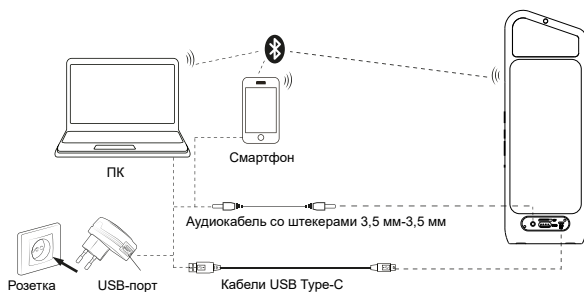 Смартфон
ПК
Аудиокабель со штекерами 3,5 мм-3,5 мм
Розетка
USB-порт
Кабели USB Type-C